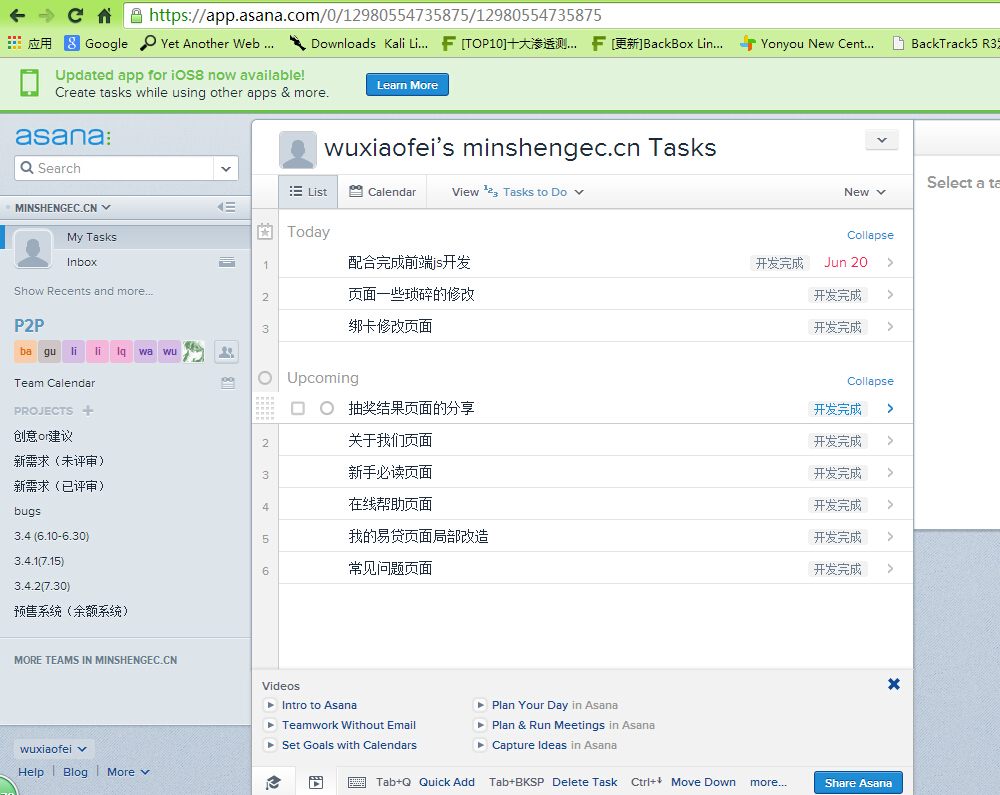 https://app.asana.com/0/12980554735875/12980554735875
应用 Google Yet Another Web ... Downloads Kali Li... [TOP10]十大渗透测... [更新]BackBox Lin... Yonyou New Cent... BackTrack5 R3
Updated app for iOS8 now available!
Create tasks while using other apps & more.
Learn More
asana:
Search
MINSHENGEC.CN
My Tasks
Inbox
Show Recents and more...
P2P
ba gu li li lq wa wu
Team Calendar
PROJECTS +
创意or建议
新需求（未评审）
新需求（已评审）
bugs
3.4 (6.10-6.30)
3.4.1(7.15)
3.4.2(7.30)
预售系统（余额系统）
MORE TEAMS IN MINSHENGEC.CN
wuxiaofei
Help Blog More
wuxiaofei’s minshengec.cn Tasks
List Calendar View Tasks to Do New
Today Collapse
1 配合完成前端js开发 开发完成 Jun 20
2 页面一些琐碎的修改 开发完成
3 绑卡修改页面 开发完成
Upcoming Collapse
抽奖结果页面的分享 开发完成
2 关于我们页面 开发完成
3 新手必读页面 开发完成
4 在线帮助页面 开发完成
5 我的易贷页面局部改造 开发完成
6 常见问题页面 开发完成
Videos
Intro to Asana Plan Your Day in Asana
Teamwork Without Email Plan & Run Meetings in Asana
Set Goals with Calendars Capture Ideas in Asana
Tab+Q Quick Add Tab+BKSP Delete Task Ctrl+⬇ Move Down more... Share Asana
Select a ta